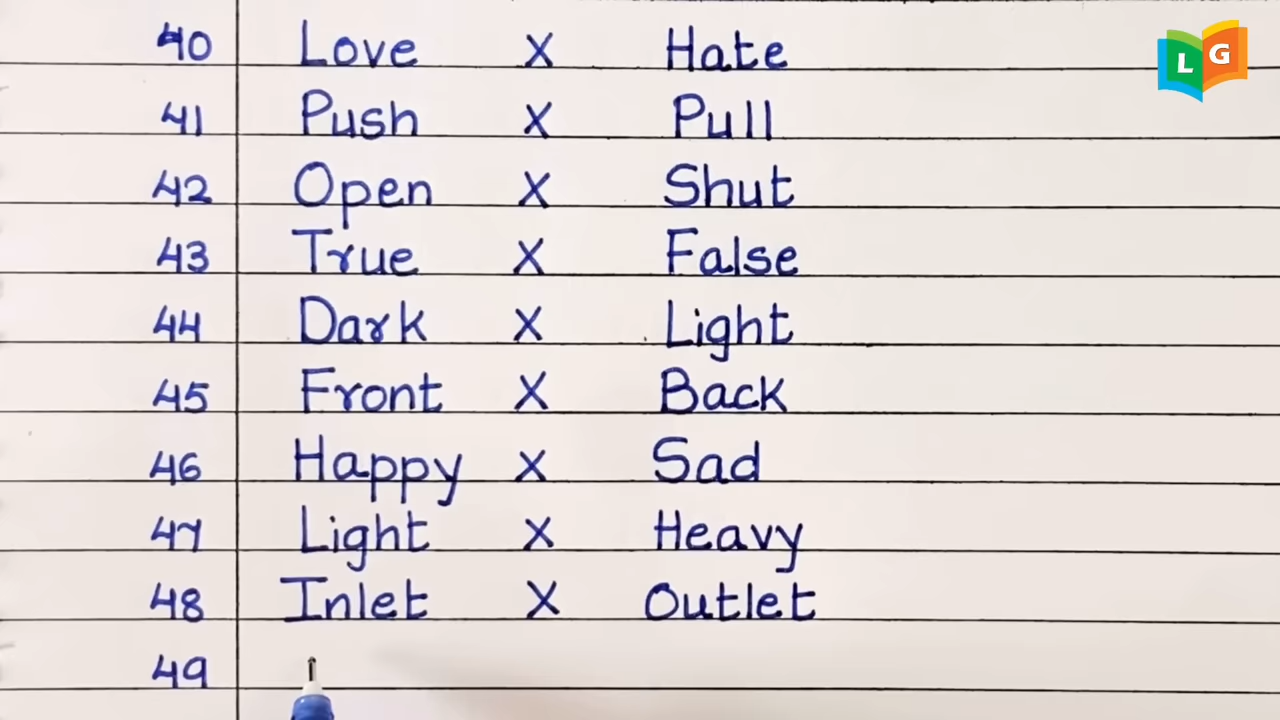 40 Love X Hate
L G
41 Push X Pull
42 Open X Shut
43 True X False
44 Dark X Light
45 Front X Back
46 Happy X Sad
47 Light X Heavy
48 Inlet X Outlet
49